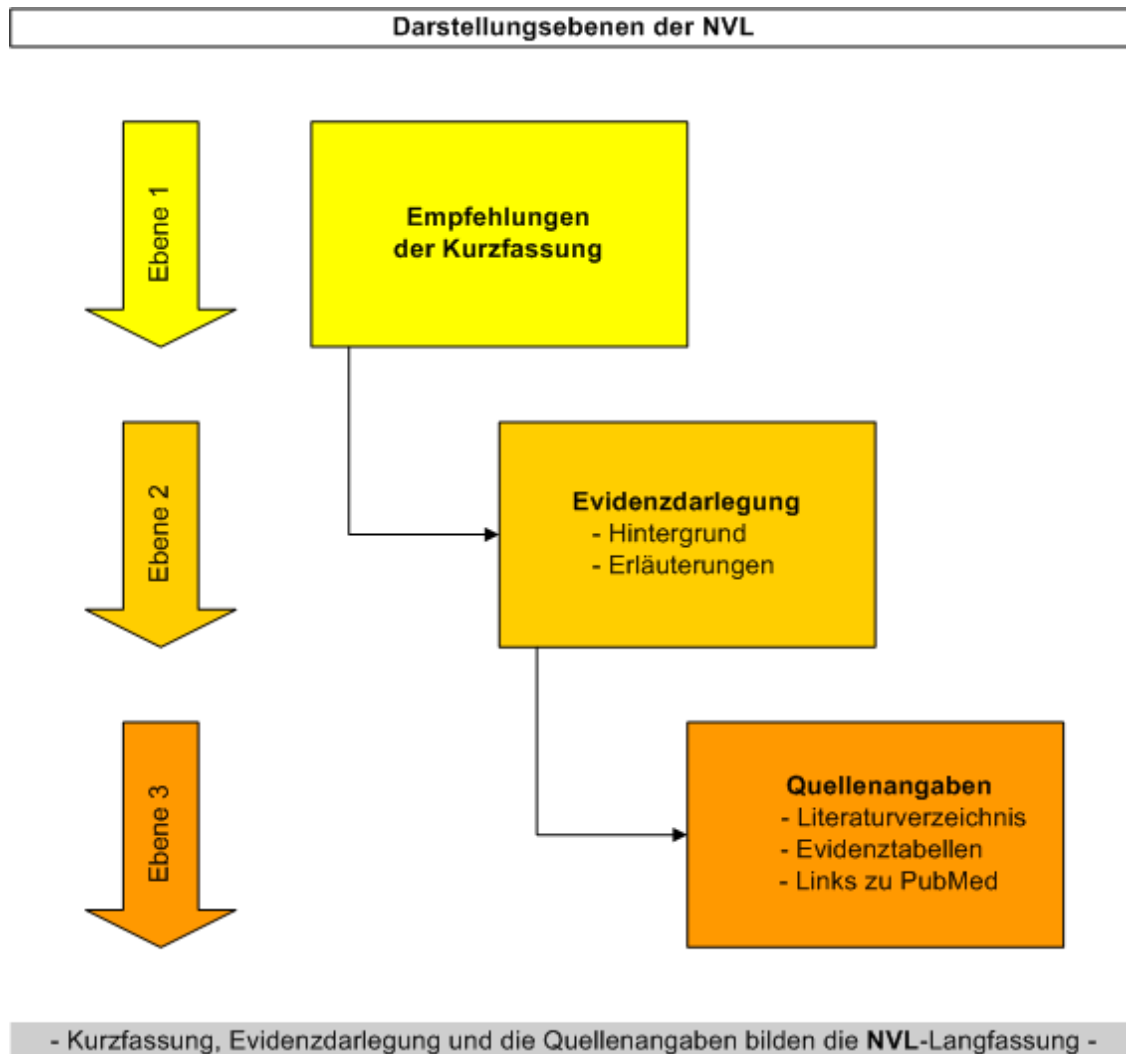 Darstellungsebenen der NVL
Ebene 1
Empfehlungen
der Kurzfassung
Ebene 2
Evidenzdarlegung
- Hintergrund
- Erläuterungen
Ebene 3
Quellenangaben
- Literaturverzeichnis
- Evidenztabellen
- Links zu PubMed
- Kurzfassung, Evidenzdarlegung und die Quellenangaben bilden die NVL-Langfassung -